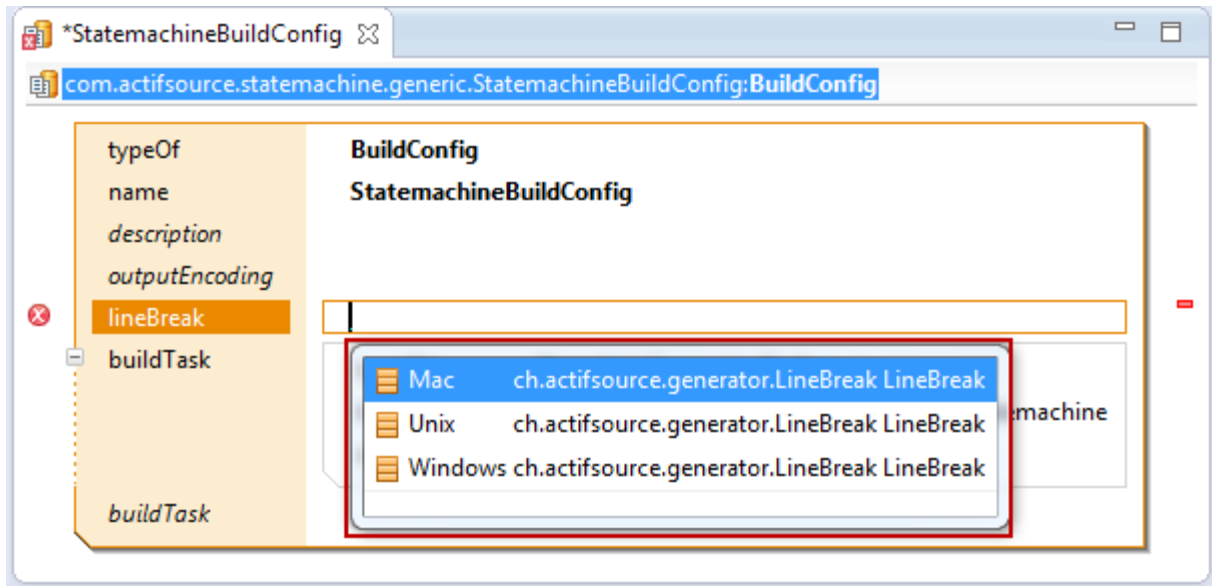 *StatemachineBuildConfig
com.actifsource.statemachine.generic.StatemachineBuildConfig:BuildConfig
typeOf BuildConfig
name StatemachineBuildConfig
description
outputEncoding
lineBreak
buildTask
Mac ch.actifsource.generator.LineBreak LineBreak
Unix ch.actifsource.generator.LineBreak LineBreak
emachine
Windows ch.actifsource.generator.LineBreak LineBreak
buildTask